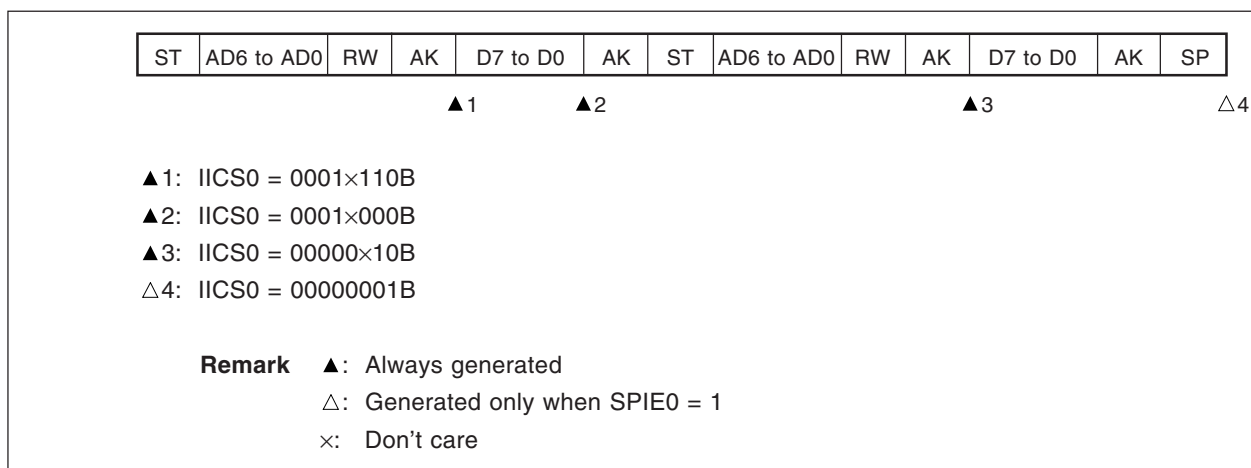 ST AD6 to AD0 RW AK D7 to D0 AK ST AD6 to AD0 RW AK D7 to D0 AK SP
▲1 ▲2 ▲3 △4
▲1: IICS0 = 0001×110B
▲2: IICS0 = 0001×000B
▲3: IICS0 = 00000×10B
△4: IICS0 = 00000001B
Remark ▲: Always generated
△: Generated only when SPIE0 = 1
×: Don't care